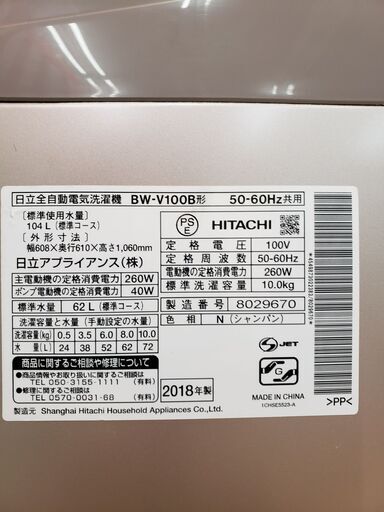 日立全自動電気洗濯機 BW-V100B形 50-60Hz共用
〔標準使用水量〕
104 L (標準コース)
〔外形寸法〕
幅608×奥行610×高さ1,060mm
日立アプライアンス(株)
主電動機の定格消費電力 260W
ポンプ電動機の定格消費電力 40W
標準水量 62 L (標準コース)
洗濯容量と水量 (手動設定の水量)
洗濯容量(kg) 0.5 3.5 6.0 8.0 10.0
水量(L) 24 38 52 62 72
商品に関するご相談や修理について
商品情報やお取り扱いに関するご相談
TEL 050-3155-1111 (有料)
修理に関するご相談
TEL 0570-0031-68 (有料)
製造元 Shanghai Hitachi Household Appliances Co.,Ltd.
PS
E
HITACHI
定格電圧 100V
定格周波数 50-60Hz
電動機の定格消費電力 260W
標準洗濯容量 10.0kg
製造番号 8029670
色相 N (シャンパン)
2018年製
S JET
G
MADE IN CHINA
1CHSE5523-A
>PP<